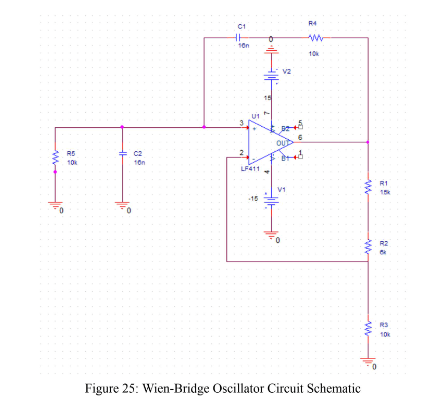 C1
16n
R4
10k
0
V2
15
7
U1
3
+
V+
B2
5
OUT
6
2
-
V-
B1
1
LF411
4
R5
10k
C2
16n
0
0
-15
V1
0
R1
15k
R2
6k
R3
10k
0
Figure 25: Wien-Bridge Oscillator Circuit Schematic